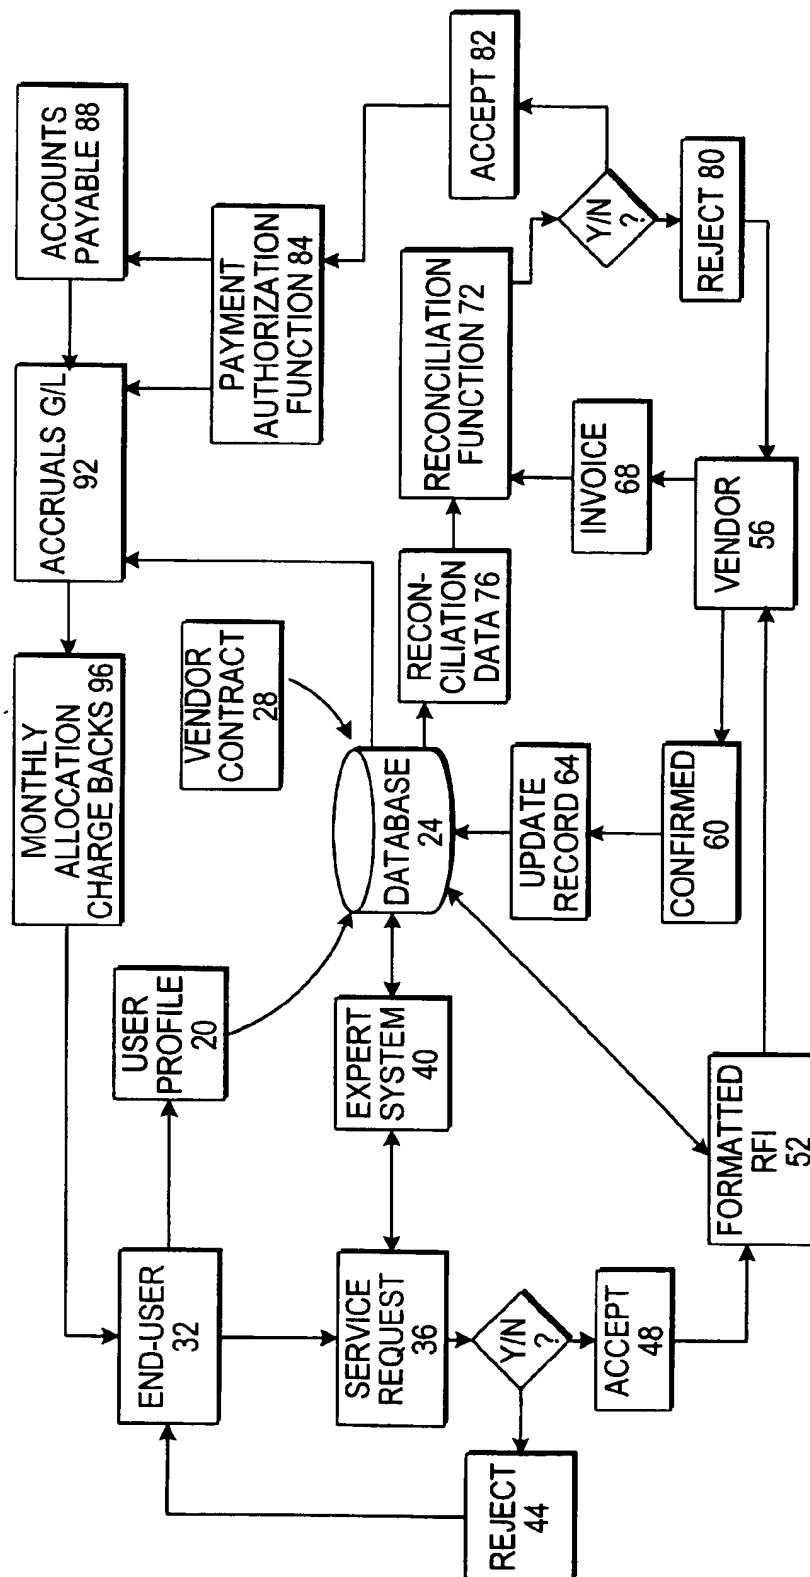 MONTHLY
ALLOCATION
CHARGE BACKS 96
ACCRUALS G/L
92
ACCOUNTS
PAYABLE 88
END-USER
32
USER
PROFILE
20
VENDOR
CONTRACT
28
PAYMENT
AUTHORIZATION
FUNCTION 84
SERVICE
REQUEST
36
EXPERT
SYSTEM
40
DATABASE
24
RECON-
CILIATION
DATA 76
RECONCILIATION
FUNCTION 72
ACCEPT 82
Y/N
?
REJECT
44
ACCEPT
48
UPDATE
RECORD 64
INVOICE
68
Y/N
?
REJECT 80
CONFIRMED
60
VENDOR
56
FORMATTED
RFI
52